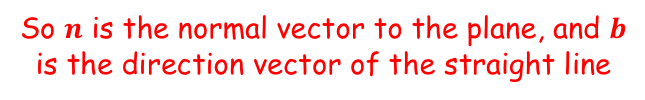 So n is the normal vector to the plane, and b
is the direction vector of the straight line